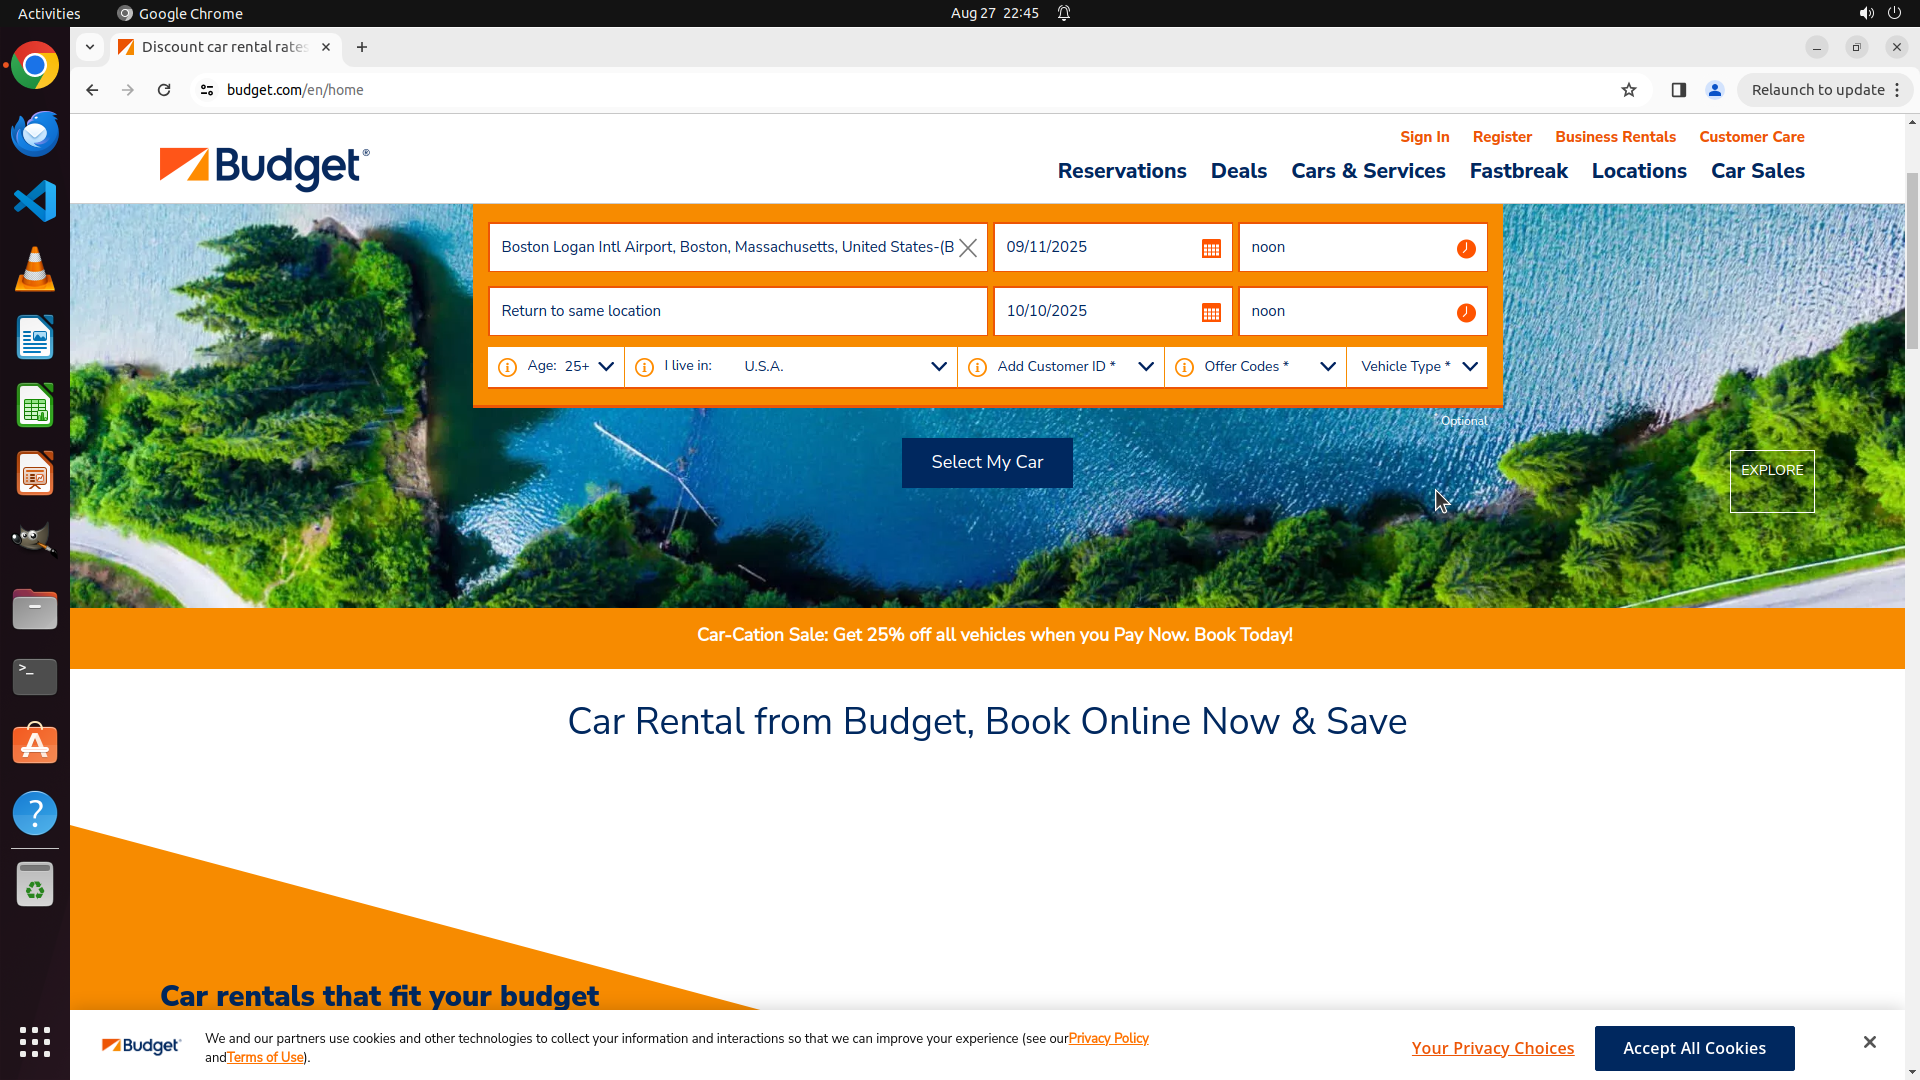 Activities
Google Chrome
Aug 27 22:45
Discount car rental rates
budget.com/en/home
Relaunch to update
Sign In
Register
Business Rentals
Customer Care
Budget®
Reservations
Deals
Cars & Services
Fastbreak
Locations
Car Sales
Boston Logan Intl Airport, Boston, Massachusetts, United States-(B
09/11/2025
noon
Return to same location
10/10/2025
noon
Age: 25+
I live in: U.S.A.
Add Customer ID *
Offer Codes *
Vehicle Type *
* Optional
Select My Car
EXPLORE
Car-Cation Sale: Get 25% off all vehicles when you Pay Now. Book Today!
Car Rental from Budget, Book Online Now & Save
Car rentals that fit your budget
Budget
We and our partners use cookies and other technologies to collect your information and interactions so that we can improve your experience (see our Privacy Policy
and Terms of Use).
Your Privacy Choices
Accept All Cookies